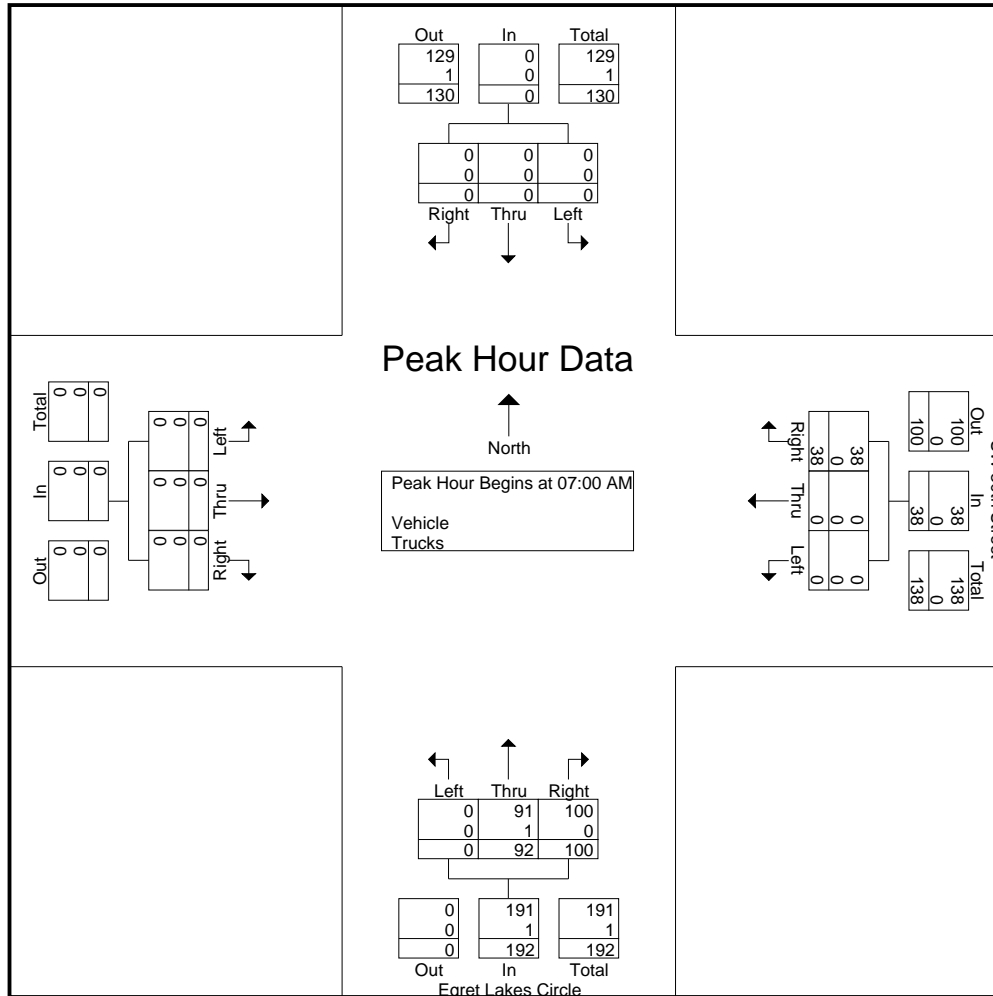 Out In Total
129 0 129
1 0 1
130 0 130
0 0 0
0 0 0
0 0 0
Right Thru Left
Peak Hour Data
North
Peak Hour Begins at 07:00 AM
Vehicle
Trucks
Total
0 0 0
In
0 0 0
Out
0 0 0
Left
0 0 0
Thru
0 0 0
Right
0 0 0
Right
38 0 38
Thru
0 0 0
Left
0 0 0
Out
100 0 100
In
38 0 38
Total
138 0 138
Left Thru Right
0 91 100
0 1 0
0 92 100
0 191 191
0 1 1
0 192 192
Out In Total
Egret Lakes Circle